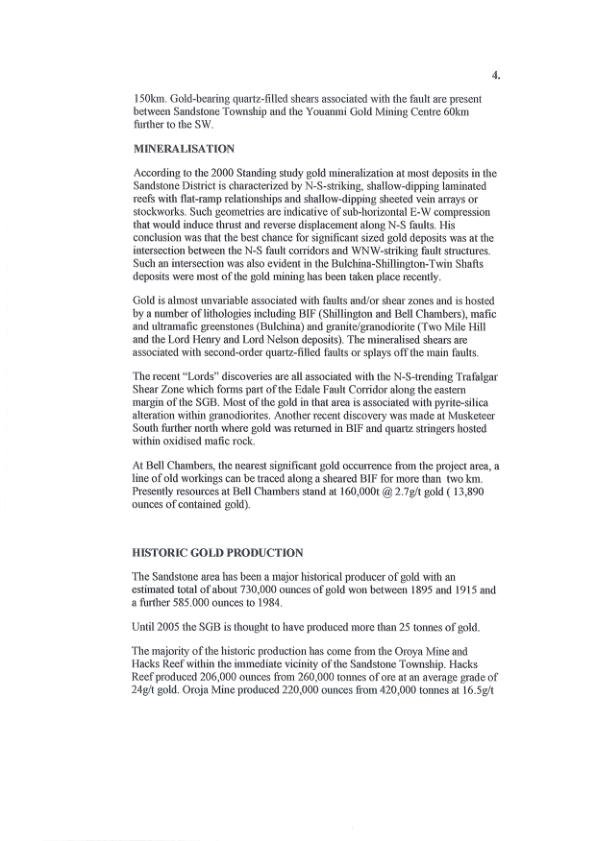 4.
150km. Gold-bearing quartz-filled shears associated with the fault are present
between Sandstone Township and the Youanmi Gold Mining Centre 60km
further to the SW.
MINERALISATION
According to the 2000 Standing study gold mineralization at most deposits in the
Sandstone District is characterized by N-S-striking, shallow-dipping laminated
reefs with flat-ramp relationships and shallow-dipping sheeted vein arrays or
stockworks. Such geometries are indicative of sub-horizontal E-W compression
that would induce thrust and reverse displacement along N-S faults. His
conclusion was that the best chance for significant sized gold deposits was at the
intersection between the N-S fault corridors and WNW-striking fault structures.
Such an intersection was also evident in the Bulchina-Shillington-Twin Shafts
deposits were most of the gold mining has been taken place recently.
Gold is almost unvariable associated with faults and/or shear zones and is hosted
by a number of lithologies including BIF (Shillington and Bell Chambers), mafic
and ultramafic greenstones (Bulchina) and granite/granodiorite (Two Mile Hill
and the Lord Henry and Lord Nelson deposits). The mineralised shears are
associated with second-order quartz-filled faults or splays off the main faults.
The recent “Lords” discoveries are all associated with the N-S-trending Trafalgar
Shear Zone which forms part of the Edale Fault Corridor along the eastern
margin of the SGB. Most of the gold in that area is associated with pyrite-silica
alteration within granodiorites. Another recent discovery was made at Musketeer
South further north where gold was returned in BIF and quartz stringers hosted
within oxidised mafic rock.
At Bell Chambers, the nearest significant gold occurrence from the project area, a
line of old workings can be traced along a sheared BIF for more than two km.
Presently resources at Bell Chambers stand at 160,000t @ 2.7g/t gold ( 13,890
ounces of contained gold).
HISTORIC GOLD PRODUCTION
The Sandstone area has been a major historical producer of gold with an
estimated total of about 730,000 ounces of gold won between 1895 and 1915 and
a further 585.000 ounces to 1984.
Until 2005 the SGB is thought to have produced more than 25 tonnes of gold.
The majority of the historic production has come from the Oroya Mine and
Hacks Reef within the immediate vicinity of the Sandstone Township. Hacks
Reef produced 206,000 ounces from 260,000 tonnes of ore at an average grade of
24g/t gold. Oroja Mine produced 220,000 ounces from 420,000 tonnes at 16.5g/t